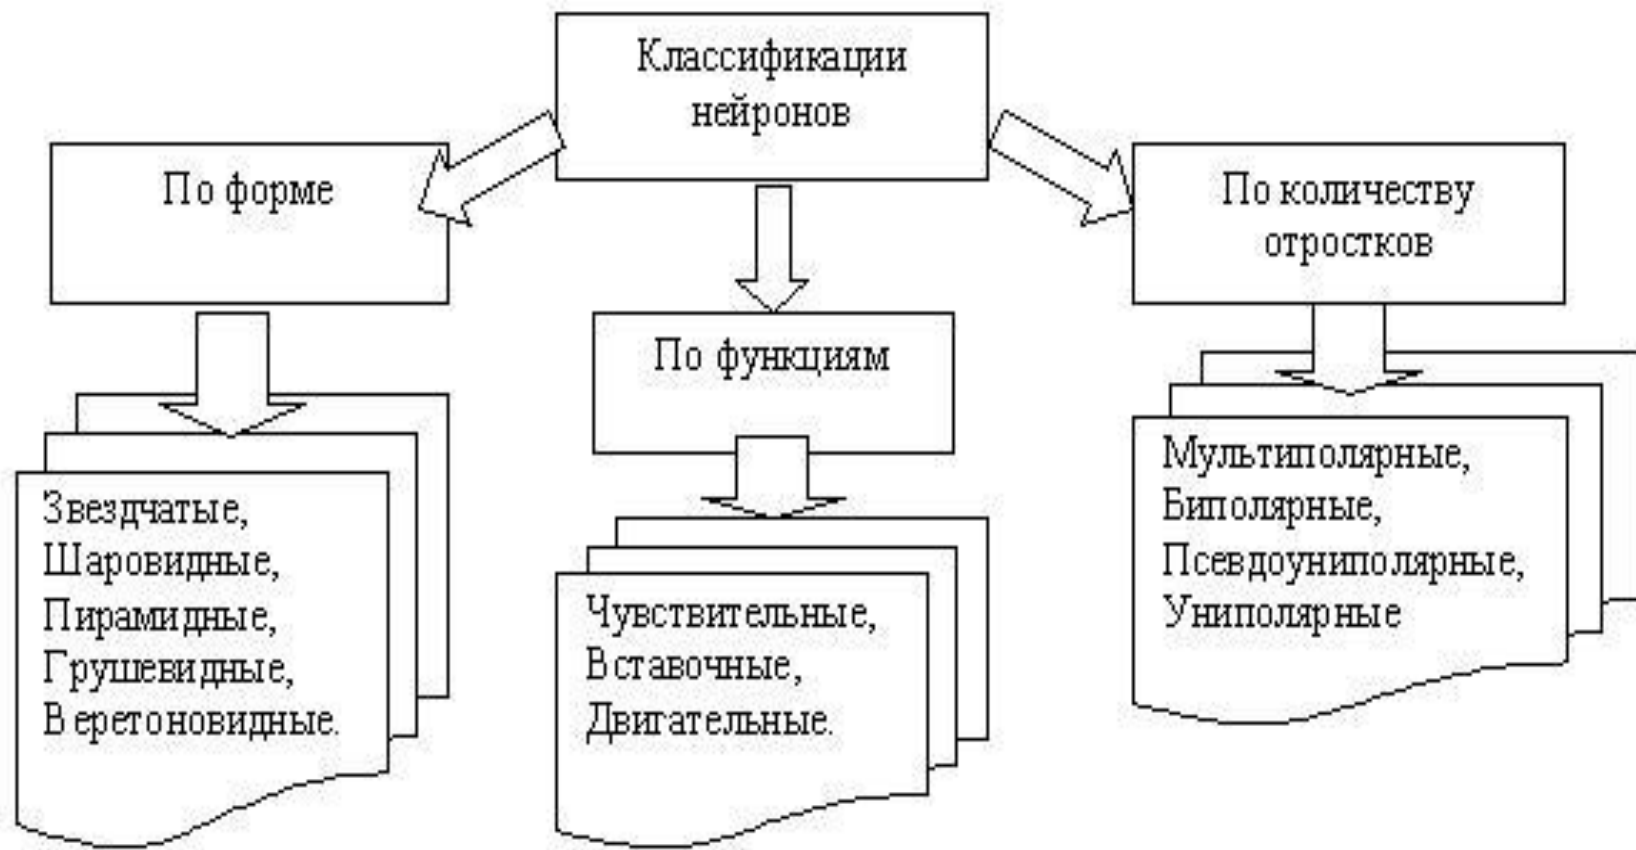 Классификации
нейронов
По форме
По функциям
По количеству
отростков
Звездчатые,
Шаровидные,
Пирамидные,
Грушевидные,
Веретоновидные.
Чувствительные,
Вставочные,
Двигательные.
Мультиполярные,
Биполярные,
Псевдоуниполярные,
Униполярные